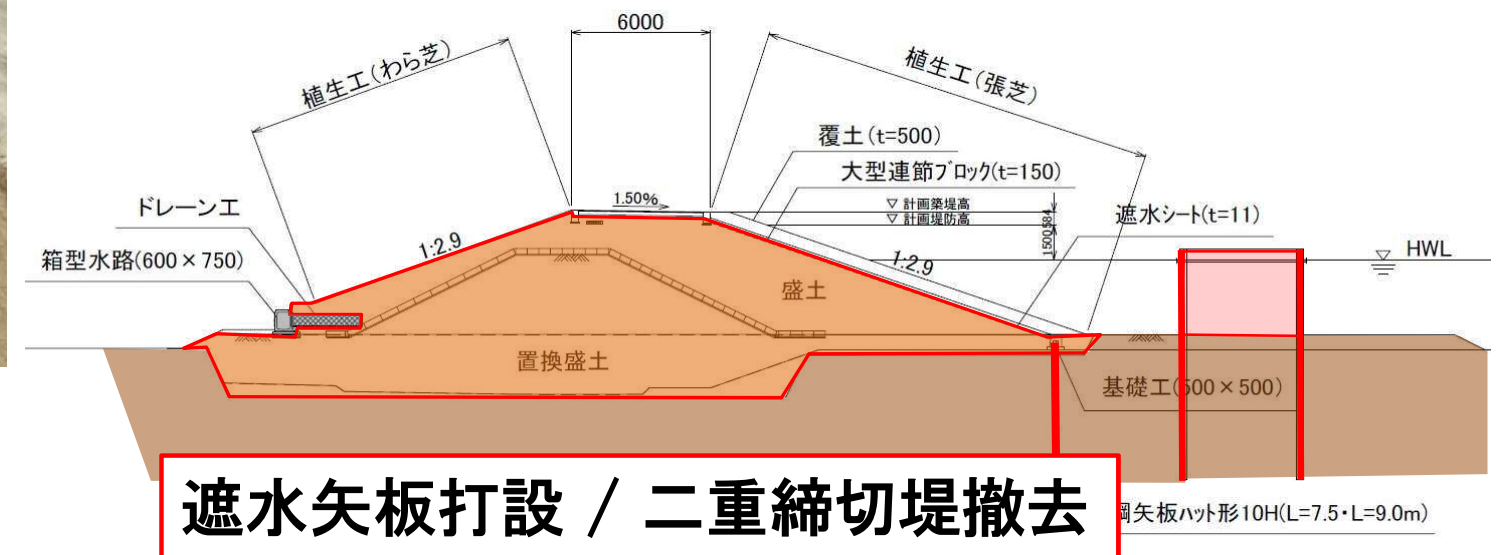 6000
植生工(わら芝)
植生工(張芝)
覆土(t=500)
大型連節ブロック(t=150)
ドレーン工
1.50%
▽ 計画築堤高
▽ 計画堤防高
584
1500
遮水シート(t=11)
箱型水路(600×750)
1:2.9
1:2.9
▽ HWL
盛土
置換盛土
基礎工(500×500)
遮水矢板打設 / 二重締切堤撤去
鋼矢板ハット形10H(L=7.5・L=9.0m)